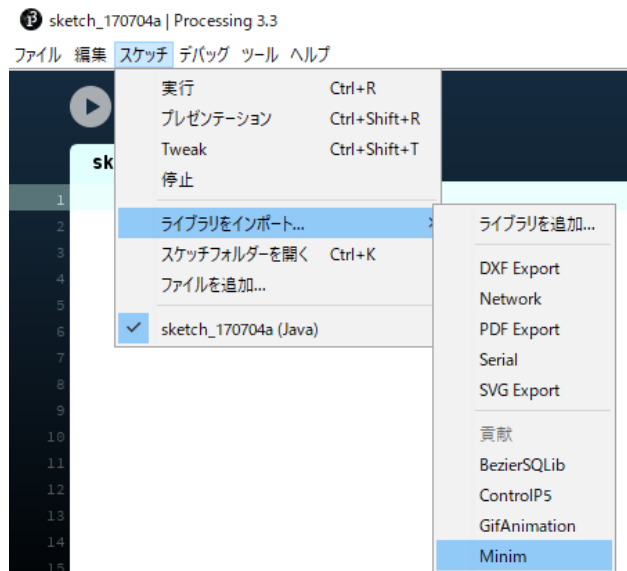 sketch_170704a | Processing 3.3
ファイル 編集 スケッチ デバッグ ツール ヘルプ
実行 Ctrl+R
プレゼンテーション Ctrl+Shift+R
Tweak Ctrl+Shift+T
停止
sk
ライブラリをインポート...
スケッチフォルダーを開く Ctrl+K
ファイルを追加...
sketch_170704a (Java)
ライブラリを追加...
DXF Export
Network
PDF Export
Serial
SVG Export
貢献
BezierSQLib
ControlP5
GifAnimation
Minim
1
2
3
4
5
6
7
8
9
10
11
12
13
14
15